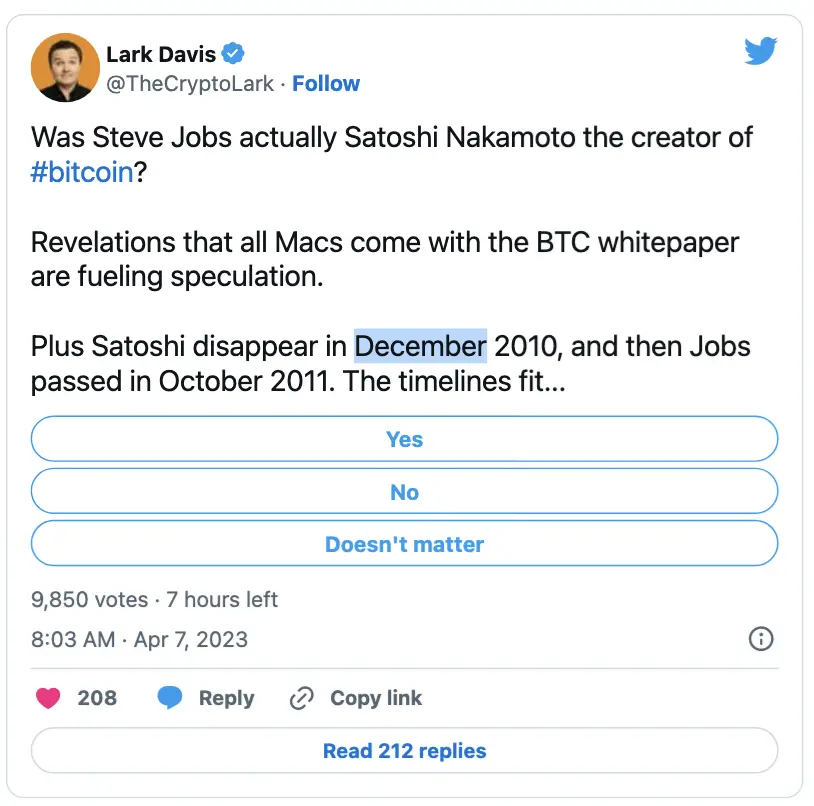 Lark Davis
@TheCryptoLark · Follow
Was Steve Jobs actually Satoshi Nakamoto the creator of
#bitcoin?
Revelations that all Macs come with the BTC whitepaper
are fueling speculation.
Plus Satoshi disappear in December 2010, and then Jobs
passed in October 2011. The timelines fit...
Yes
No
Doesn't matter
9,850 votes · 7 hours left
8:03 AM · Apr 7, 2023
208 Reply Copy link
Read 212 replies